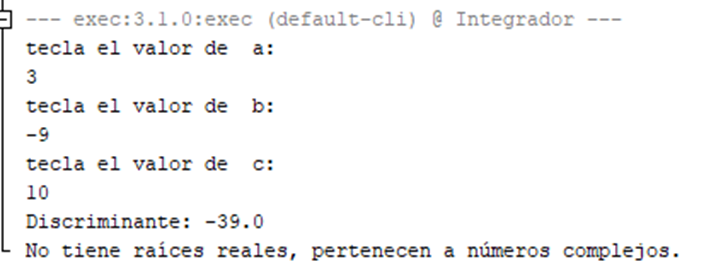 --- exec:3.1.0:exec (default-cli) @ Integrador ---
tecla el valor de  a:
3
tecla el valor de  b:
-9
tecla el valor de  c:
10
Discriminante: -39.0
No tiene raíces reales, pertenecen a números complejos.